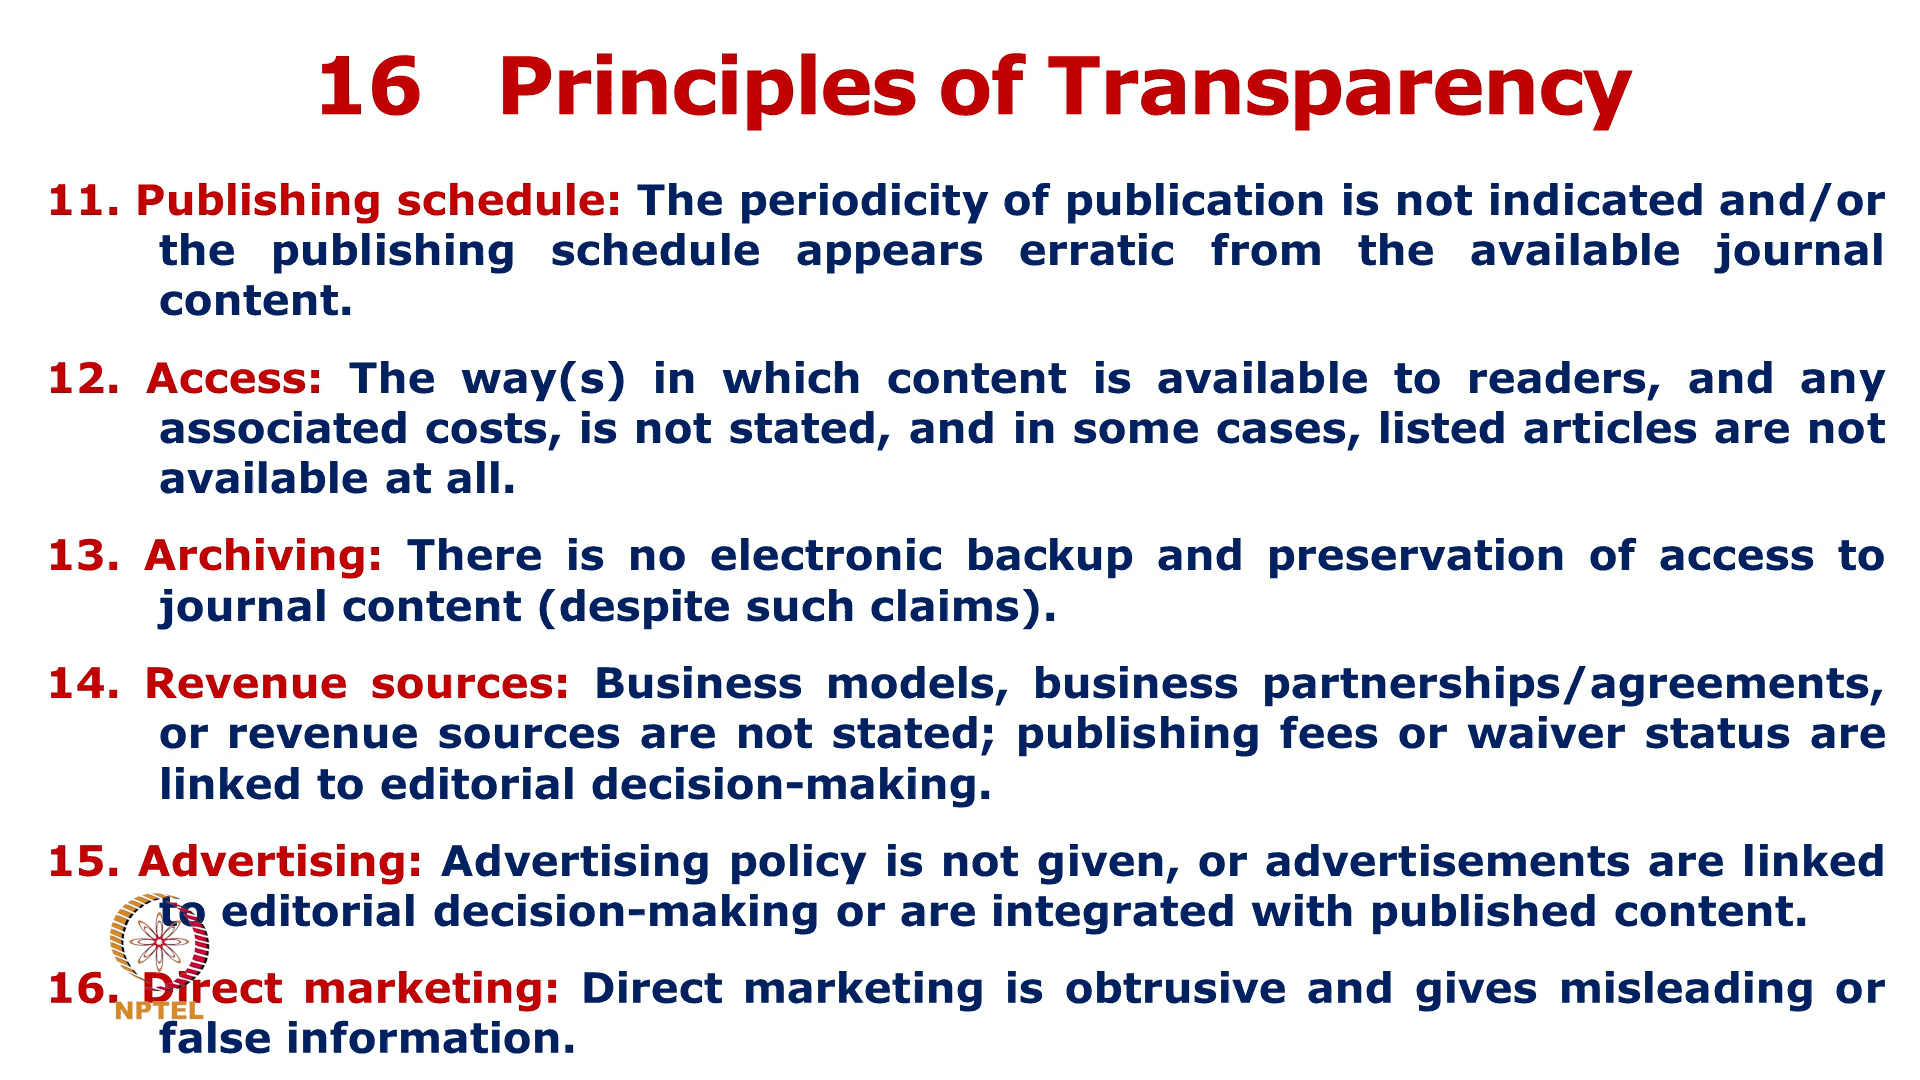 16 Principles of Transparency
11. Publishing schedule: The periodicity of publication is not indicated and/or
the publishing schedule appears erratic from the available journal
content.
12. Access: The way(s) in which content is available to readers, and any
associated costs, is not stated, and in some cases, listed articles are not
available at all.
13. Archiving: There is no electronic backup and preservation of access to
journal content (despite such claims).
14. Revenue sources: Business models, business partnerships/agreements,
or revenue sources are not stated; publishing fees or waiver status are
linked to editorial decision-making.
15. Advertising: Advertising policy is not given, or advertisements are linked
to editorial decision-making or are integrated with published content.
16. Direct marketing: Direct marketing is obtrusive and gives misleading or
NPTEL
false information.